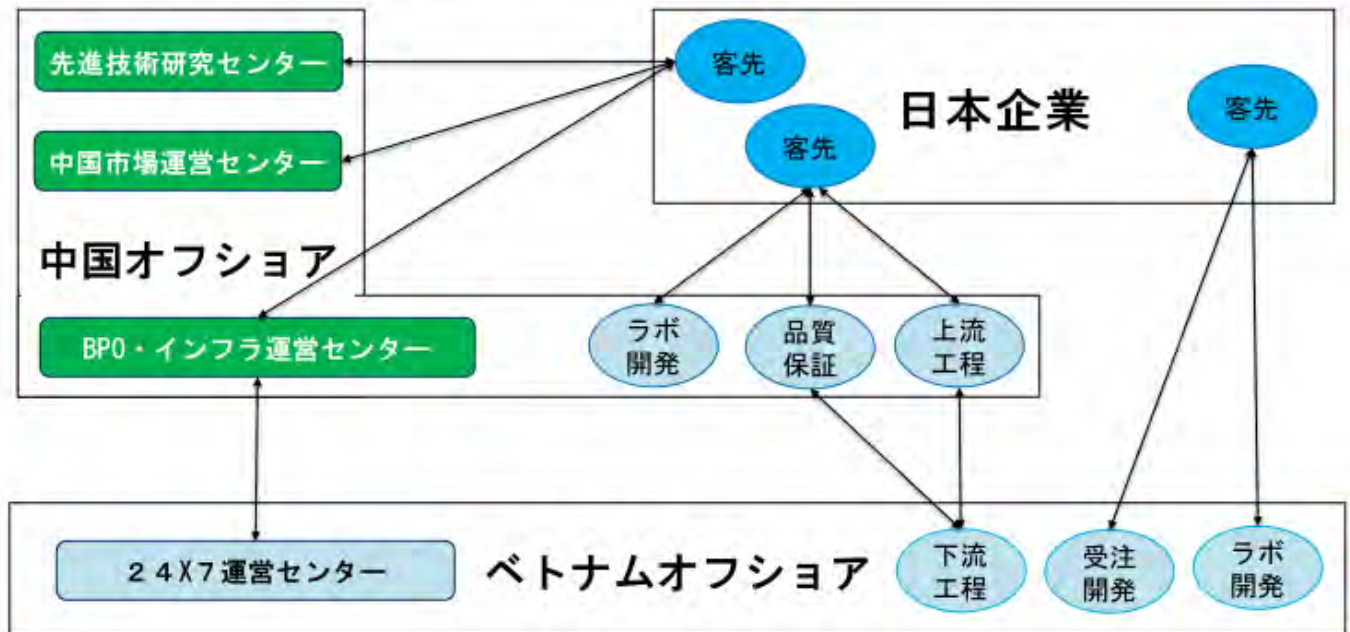 先進技術研究センター
客先
日本企業
客先
客先
中国市場運営センター
中国オフショア
BPO・インフラ運営センター
ラボ
開発
品質
保証
上流
工程
24X7運営センター
ベトナムオフショア
下流
工程
受注
開発
ラボ
開発